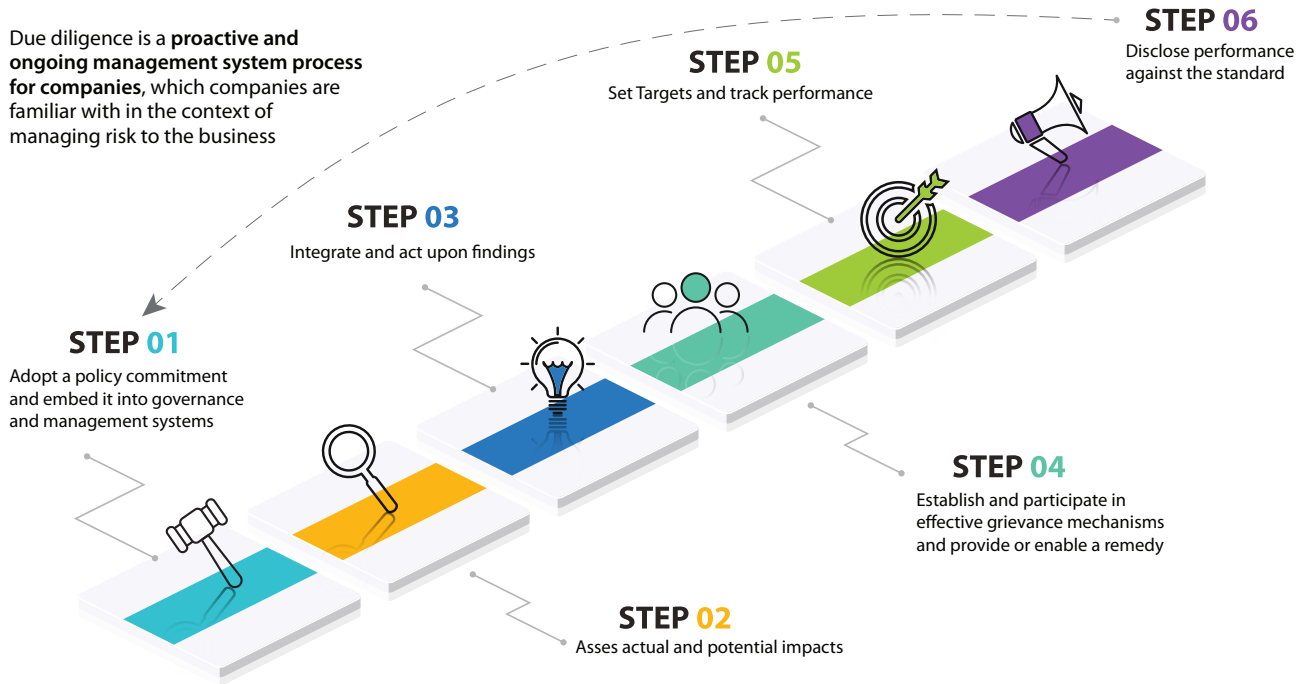 Due diligence is a proactive and
ongoing management system process
for companies, which companies are
familiar with in the context of
managing risk to the business
STEP 01
Adopt a policy commitment
and embed it into governance
and management systems
STEP 02
Asses actual and potential impacts
STEP 03
Integrate and act upon findings
STEP 04
Establish and participate in
effective grievance mechanisms
and provide or enable a remedy
STEP 05
Set Targets and track performance
STEP 06
Disclose performance
against the standard